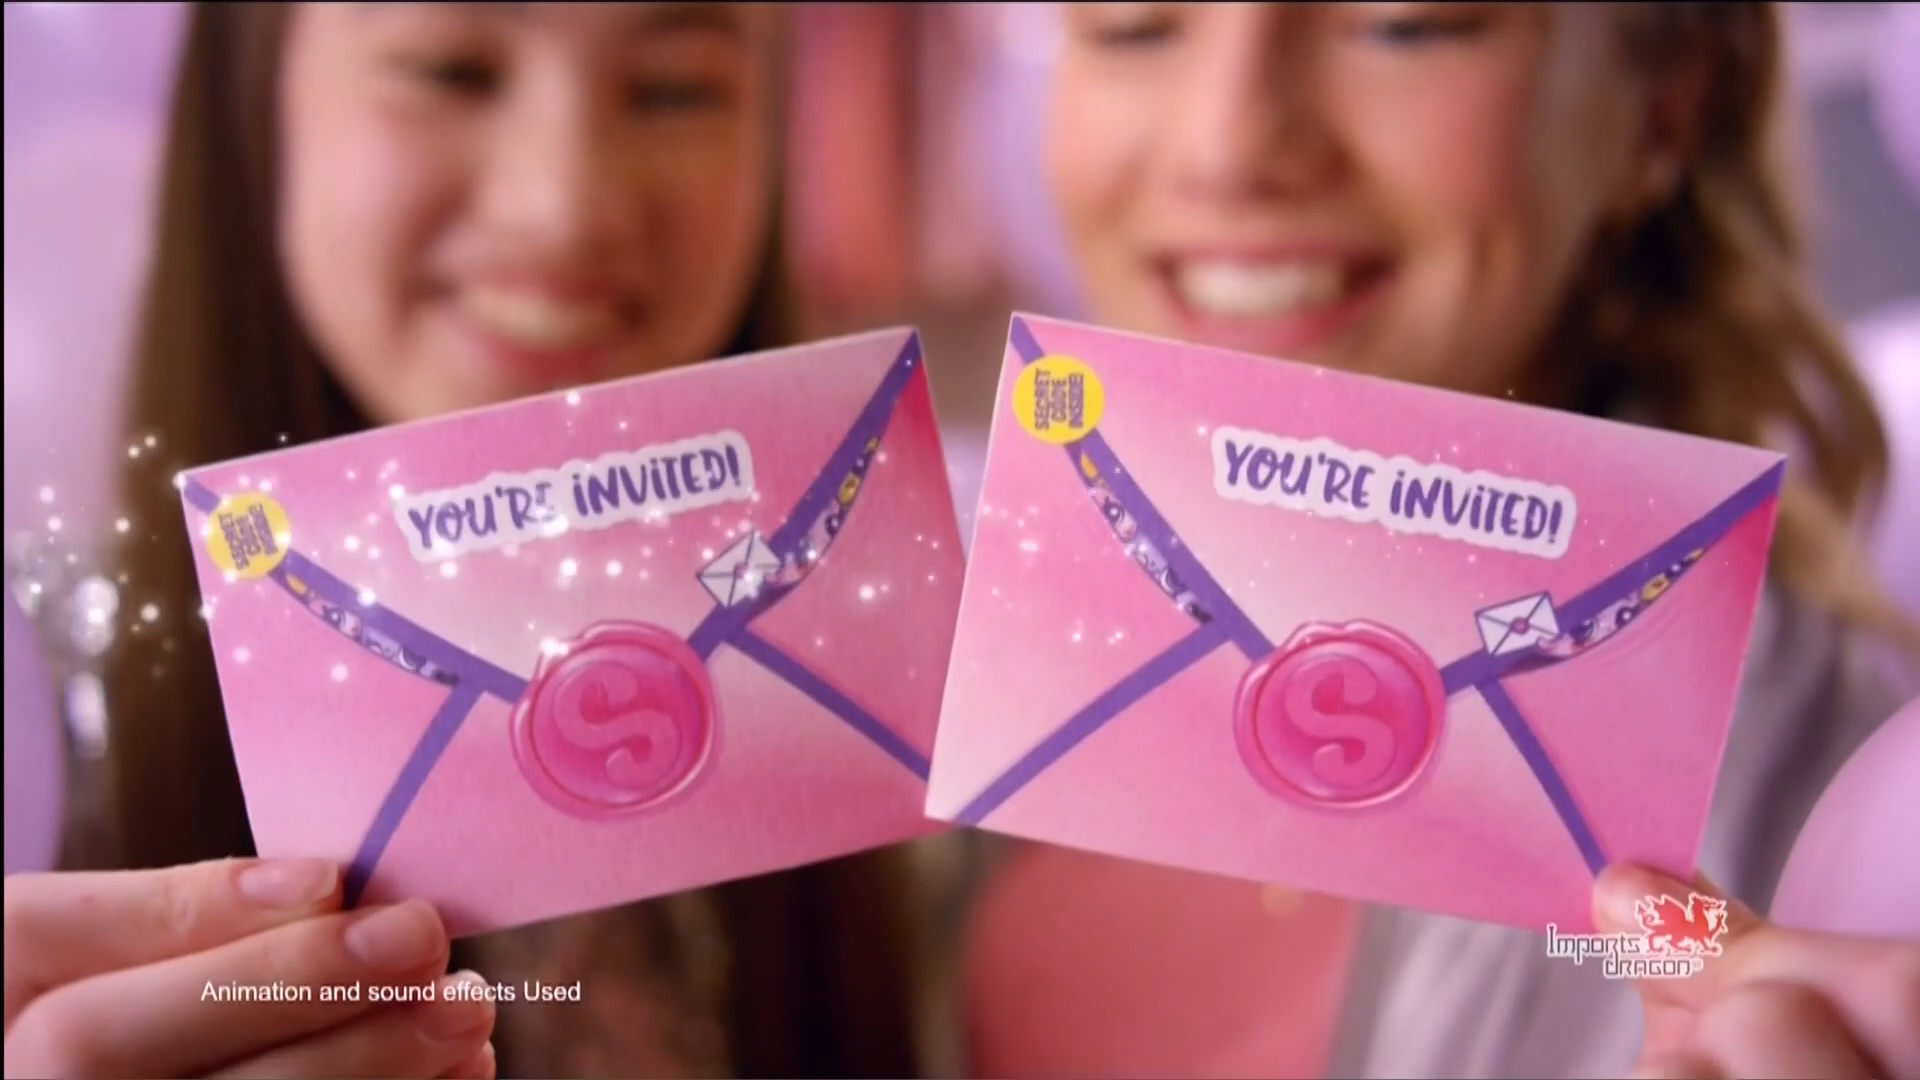 YOU'RE INVITED!
SECRET
CODE
INSIDE!
S
YOU'RE INVITED!
SECRET
CODE
INSIDE!
S
Imports
DRAGON®
Animation and sound effects Used